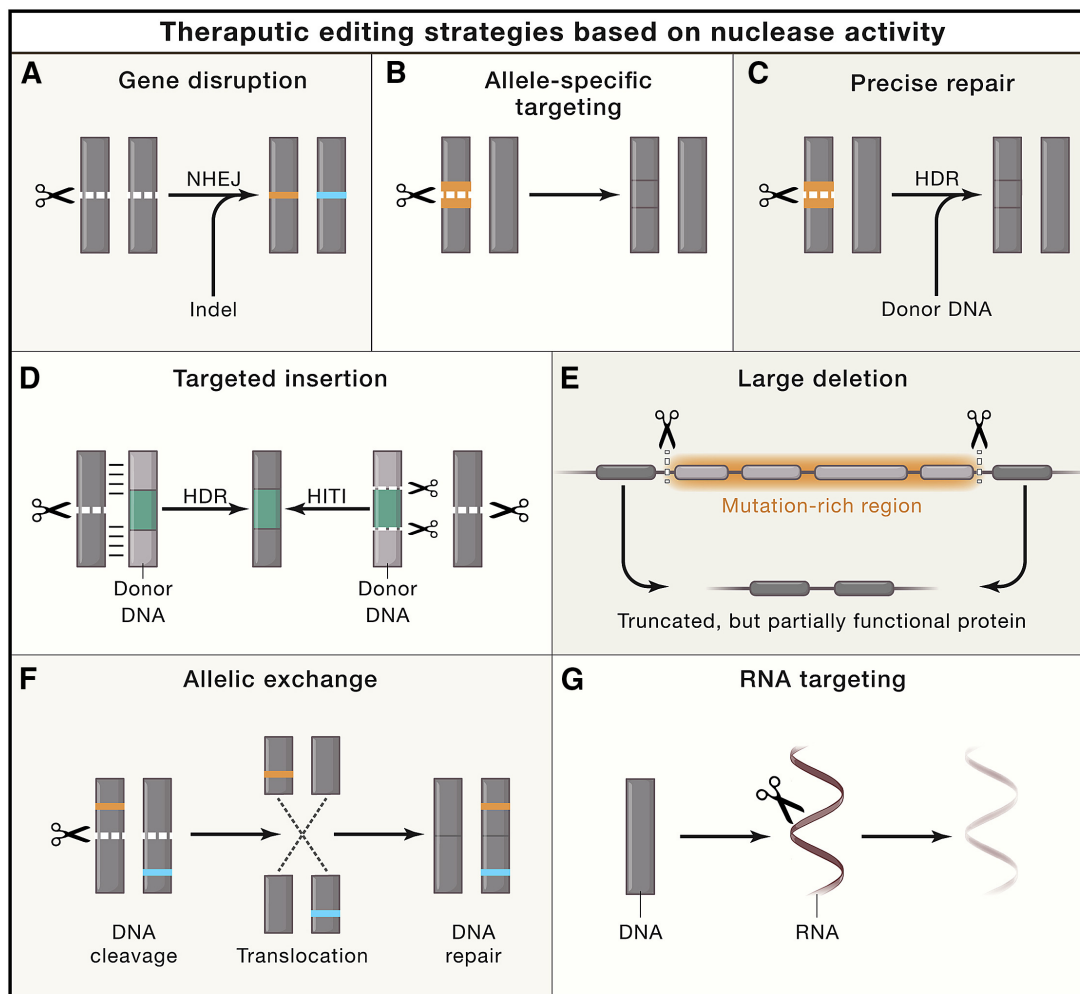 Theraputic editing strategies based on nuclease activity
A
Gene disruption
NHEJ
Indel
B
Allele-specific
targeting
C
Precise repair
HDR
Donor DNA
D
Targeted insertion
HDR
HITI
Donor
DNA
Donor
DNA
E
Large deletion
Mutation-rich region
Truncated, but partially functional protein
F
Allelic exchange
DNA
cleavage
Translocation
DNA
repair
G
RNA targeting
DNA
RNA